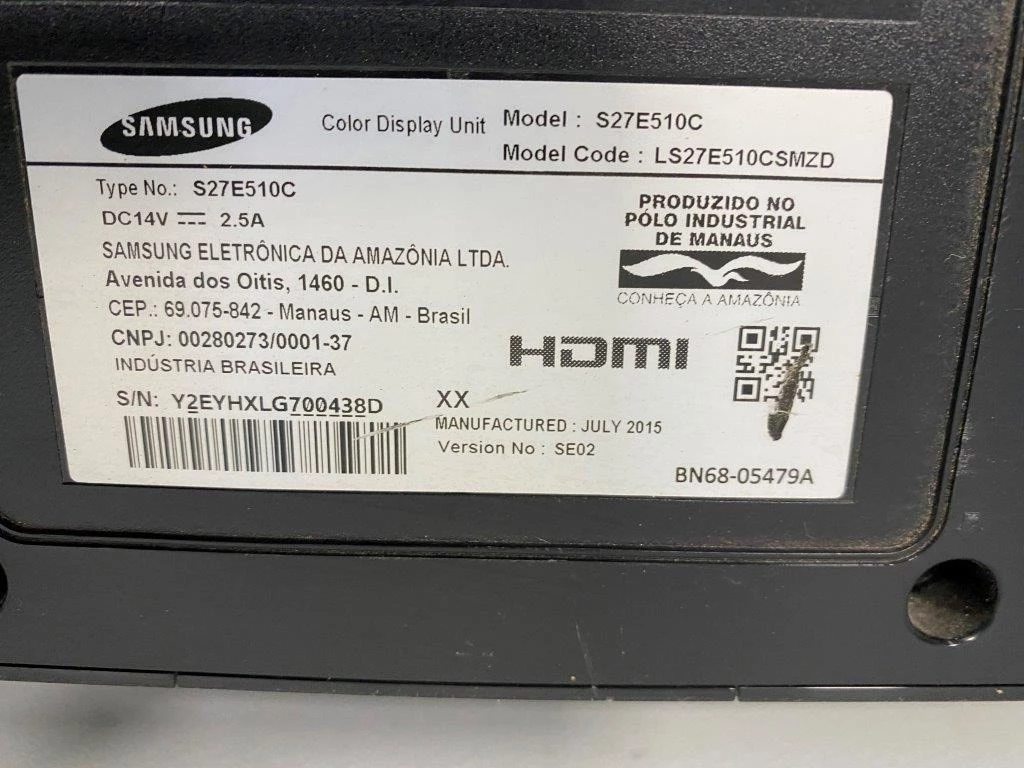 SAMSUNG
Color Display Unit
Model : S27E510C
Model Code : LS27E510CSMZD
Type No.: S27E510C
DC14V ⎓ 2.5A
SAMSUNG ELETRÔNICA DA AMAZÔNIA LTDA.
Avenida dos Oitis, 1460 - D.I.
CEP.: 69.075-842 - Manaus - AM - Brasil
CNPJ: 00280273/0001-37
INDÚSTRIA BRASILEIRA
PRODUZIDO NO
PÓLO INDUSTRIAL
DE MANAUS
CONHEÇA A AMAZÔNIA
HDMI
S/N: Y2EYHXLG700438D
XX
MANUFACTURED : JULY 2015
Version No : SE02
BN68-05479A